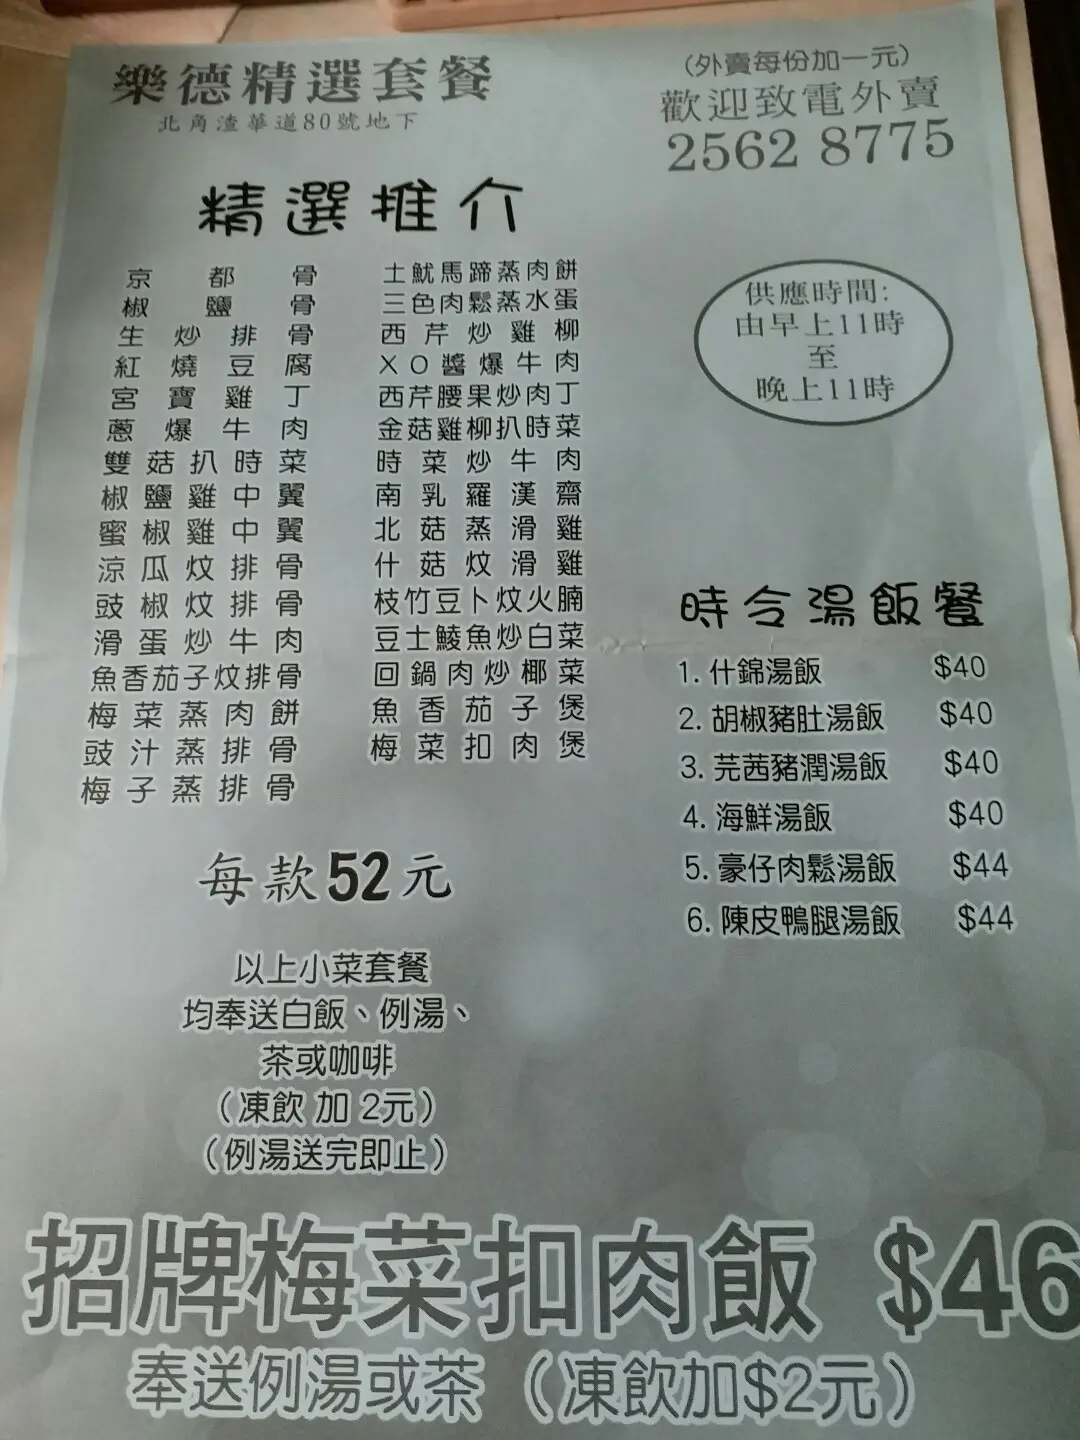 樂德精選套餐
北角渣華道80號地下
（外賣每份加一元）
歡迎致電外賣
2562 8775
精選推介
京都骨
椒鹽骨
生炒排骨
紅燒豆腐
宮寶雞丁
蔥爆牛肉
雙菇扒時菜
椒鹽雞中翼
蜜椒雞中翼
涼瓜炆排骨
豉椒炆排骨
滑蛋炒牛肉
魚香茄子炆排骨
梅菜蒸肉餅
豉汁蒸排骨
梅子蒸排骨
土魷馬蹄蒸肉餅
三色肉鬆蒸水蛋
西芹炒雞柳
XO醬爆牛肉
西芹腰果炒肉丁
金菇雞柳扒時菜
時菜炒牛肉
南乳羅漢齋
北菇蒸滑雞
什菇炆滑雞
枝竹豆卜炆火腩
豆士鯪魚炒白菜
回鍋肉炒椰菜
魚香茄子煲
梅菜扣肉煲
每款52元
以上小菜套餐
均奉送白飯、例湯、
茶或咖啡
（凍飲 加 2元）
（例湯送完即止）
供應時間:
由早上11時
至
晚上11時
時令湯飯餐
1. 什錦湯飯 $40
2. 胡椒豬肚湯飯 $40
3. 芫茜豬潤湯飯 $40
4. 海鮮湯飯 $40
5. 豪仔肉鬆湯飯 $44
6. 陳皮鴨腿湯飯 $44
招牌梅菜扣肉飯 $46
奉送例湯或茶（凍飲加$2元）